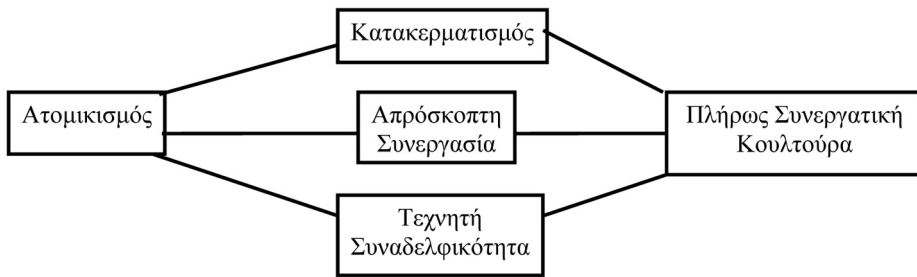 Κατακερματισμός
Ατομικισμός
Απρόσκοπτη
Συνεργασία
Πλήρως Συνεργατική
Κουλτούρα
Τεχνητή
Συναδελφικότητα